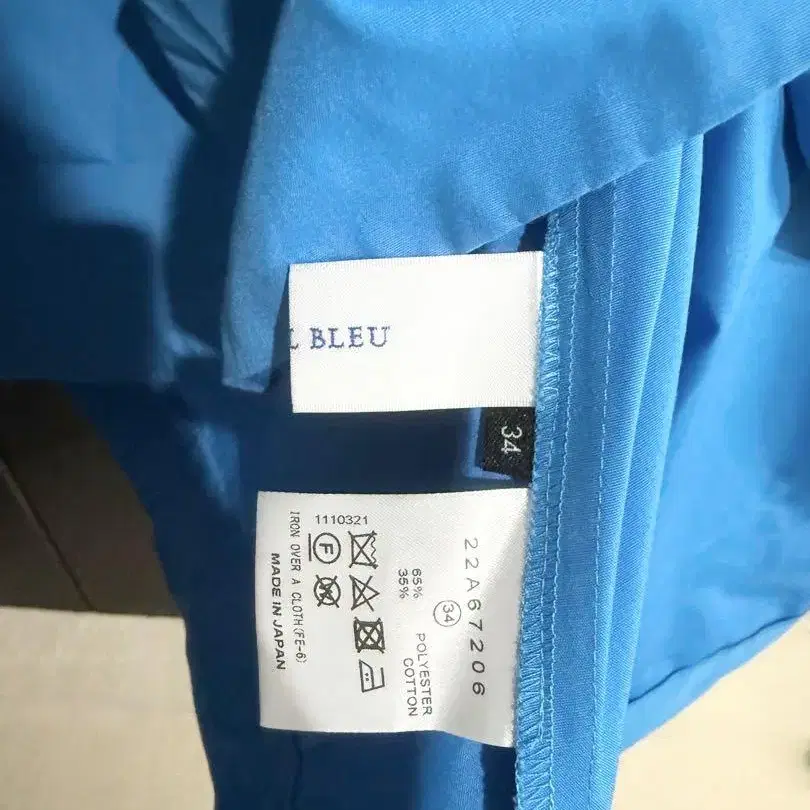 L BLEU
34
22A67206
34
65% POLYESTER
35% COTTON
1110321
F
IRON OVER A CLOTH(FE-6)
MADE IN JAPAN